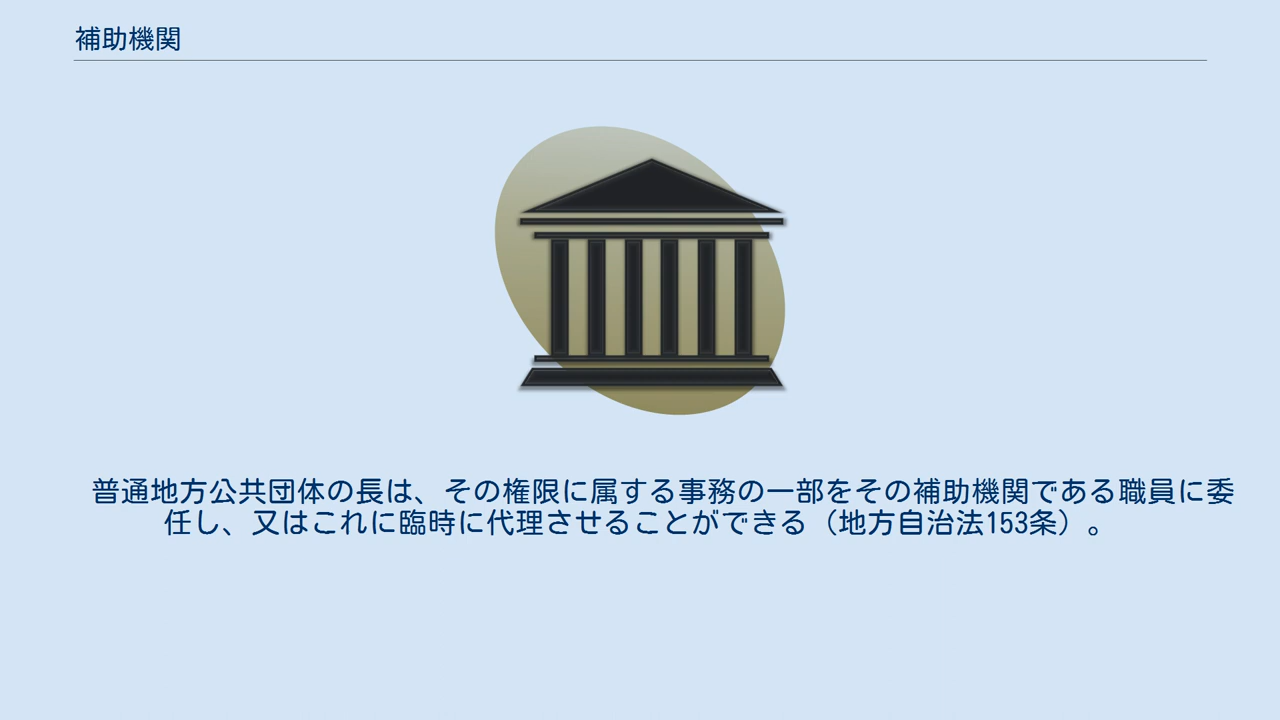 補助機関
普通地方公共団体の長は、その権限に属する事務の一部をその補助機関である職員に委
任し、又はこれに臨時に代理させることができる（地方自治法153条）。